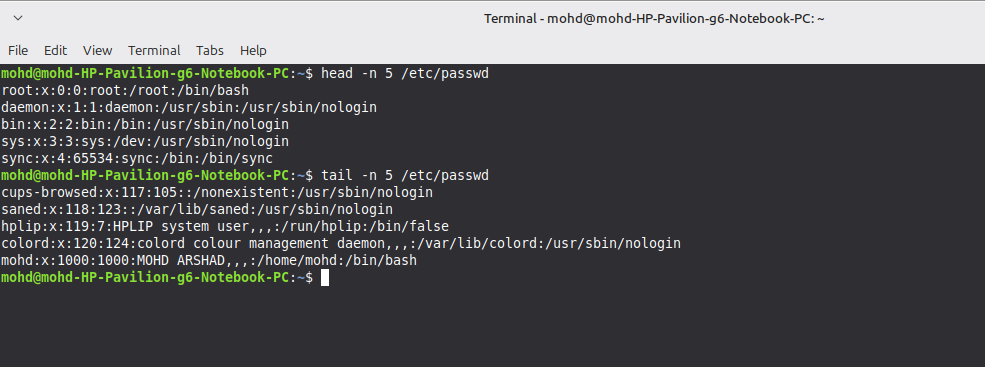 Terminal - mohd@mohd-HP-Pavilion-g6-Notebook-PC: ~
File Edit View Terminal Tabs Help
mohd@mohd-HP-Pavilion-g6-Notebook-PC:~$ head -n 5 /etc/passwd
root:x:0:0:root:/root:/bin/bash
daemon:x:1:1:daemon:/usr/sbin:/usr/sbin/nologin
bin:x:2:2:bin:/bin:/usr/sbin/nologin
sys:x:3:3:sys:/dev:/usr/sbin/nologin
sync:x:4:65534:sync:/bin:/bin/sync
mohd@mohd-HP-Pavilion-g6-Notebook-PC:~$ tail -n 5 /etc/passwd
cups-browsed:x:117:105::/nonexistent:/usr/sbin/nologin
saned:x:118:123::/var/lib/saned:/usr/sbin/nologin
hplip:x:119:7:HPLIP system user,,,:/run/hplip:/bin/false
colord:x:120:124:colord colour management daemon,,,:/var/lib/colord:/usr/sbin/nologin
mohd:x:1000:1000:MOHD ARSHAD,,,:/home/mohd:/bin/bash
mohd@mohd-HP-Pavilion-g6-Notebook-PC:~$